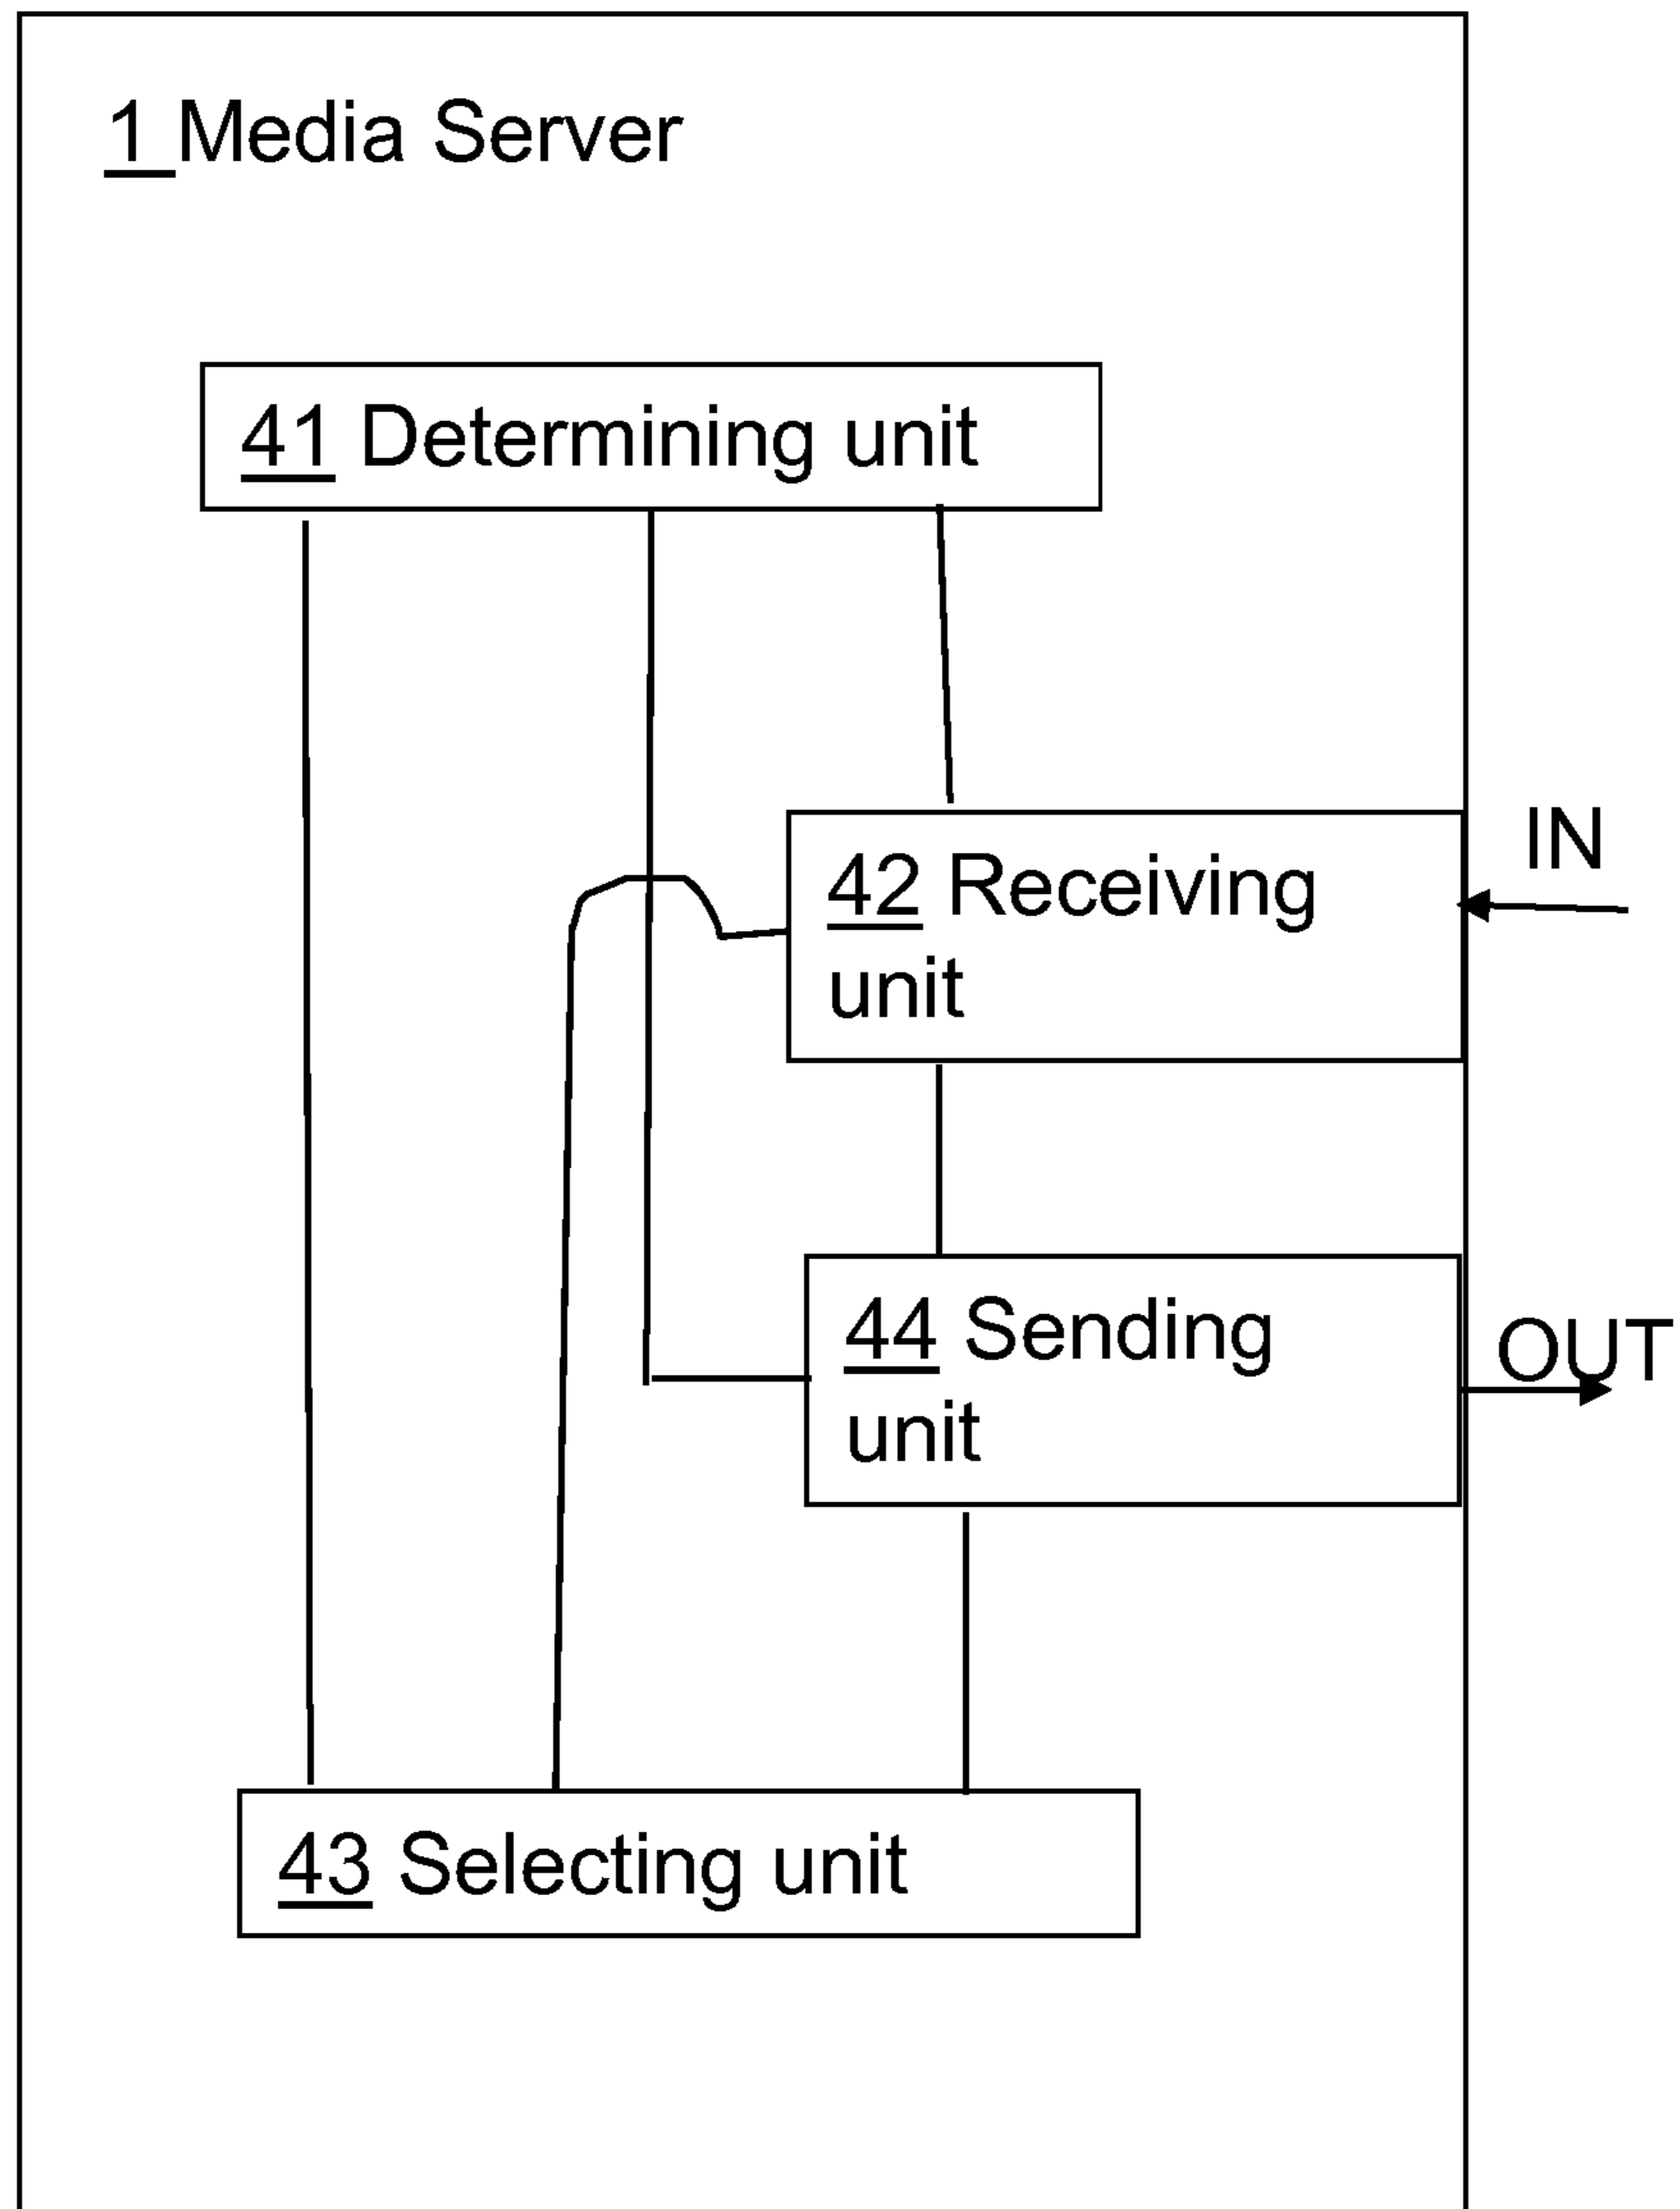 1 Media Server
41 Determining unit
IN
42 Receiving
unit
44 Sending
unit
OUT
43 Selecting unit